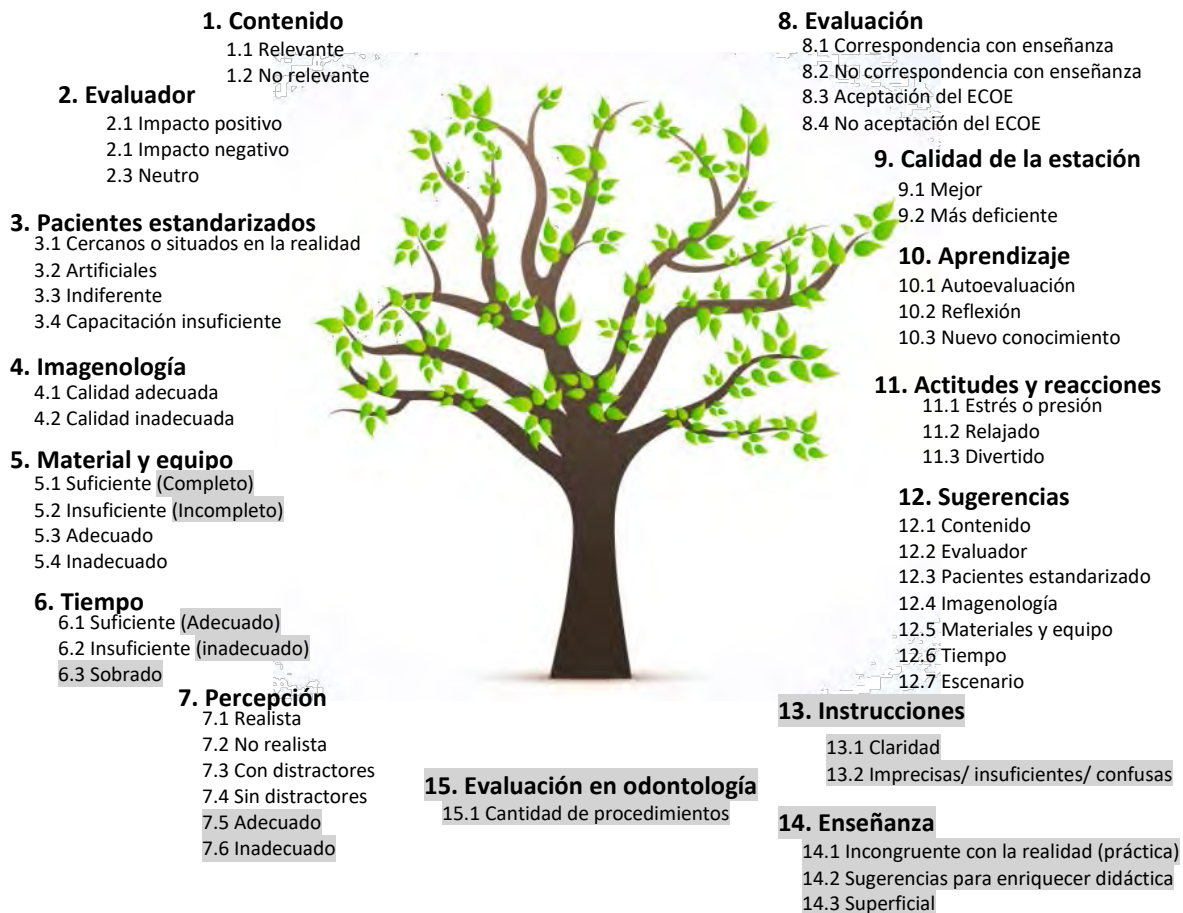 1. Contenido
1.1 Relevante
1.2 No relevante
2. Evaluador
2.1 Impacto positivo
2.1 Impacto negativo
2.3 Neutro
3. Pacientes estandarizados
3.1 Cercanos o situados en la realidad
3.2 Artificiales
3.3 Indiferente
3.4 Capacitación insuficiente
4. Imagenología
4.1 Calidad adecuada
4.2 Calidad inadecuada
5. Material y equipo
5.1 Suficiente (Completo)
5.2 Insuficiente (Incompleto)
5.3 Adecuado
5.4 Inadecuado
6. Tiempo
6.1 Suficiente (Adecuado)
6.2 Insuficiente (inadecuado)
6.3 Sobrado
7. Percepción
7.1 Realista
7.2 No realista
7.3 Con distractores
7.4 Sin distractores
7.5 Adecuado
7.6 Inadecuado
8. Evaluación
8.1 Correspondencia con enseñanza
8.2 No correspondencia con enseñanza
8.3 Aceptación del ECOE
8.4 No aceptación del ECOE
9. Calidad de la estación
9.1 Mejor
9.2 Más deficiente
10. Aprendizaje
10.1 Autoevaluación
10.2 Reflexión
10.3 Nuevo conocimiento
11. Actitudes y reacciones
11.1 Estrés o presión
11.2 Relajado
11.3 Divertido
12. Sugerencias
12.1 Contenido
12.2 Evaluador
12.3 Pacientes estandarizado
12.4 Imagenología
12.5 Materiales y equipo
12.6 Tiempo
12.7 Escenario
13. Instrucciones
13.1 Claridad
13.2 Imprecisas/ insuficientes/ confusas
14. Enseñanza
14.1 Incongruente con la realidad (práctica)
14.2 Sugerencias para enriquecer didáctica
14.3 Superficial
15. Evaluación en odontología
15.1 Cantidad de procedimientos